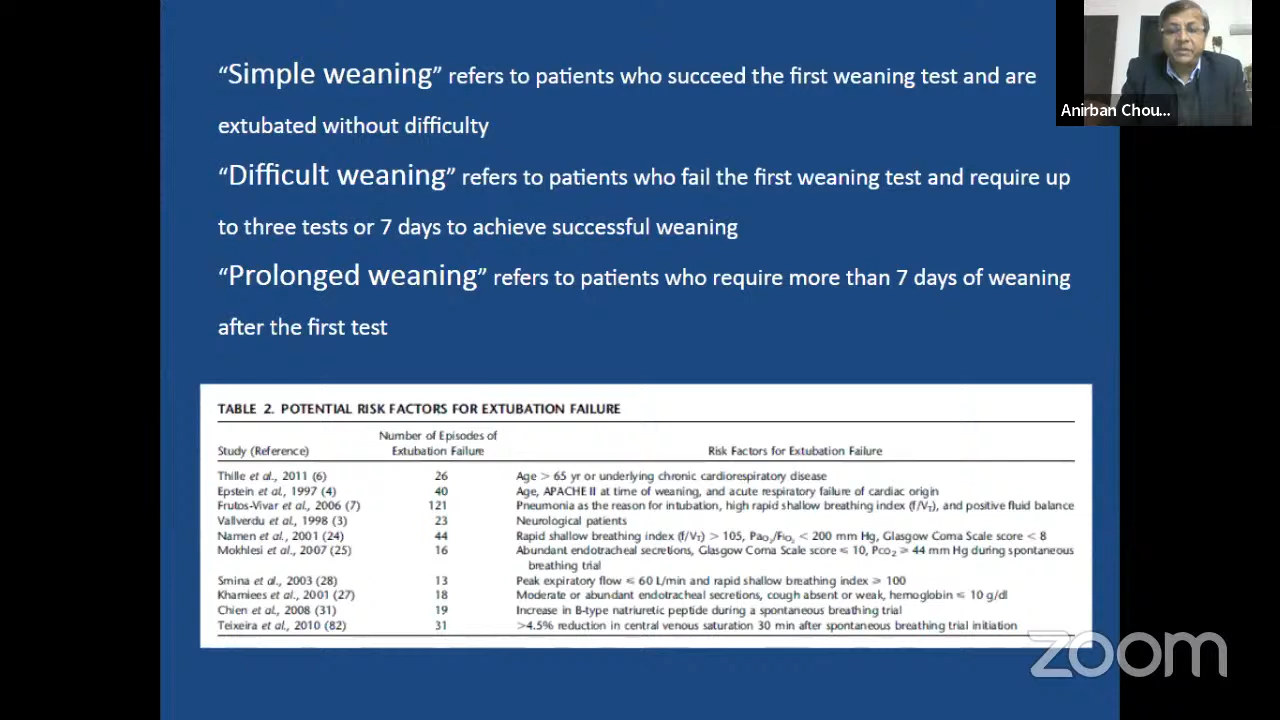 “Simple weaning” refers to patients who succeed the first weaning test and are
extubated without difficulty
“Difficult weaning” refers to patients who fail the first weaning test and require up
to three tests or 7 days to achieve successful weaning
“Prolonged weaning” refers to patients who require more than 7 days of weaning
after the first test
Anirban Chou...
TABLE 2. POTENTIAL RISK FACTORS FOR EXTUBATION FAILURE
Study (Reference) Number of Episodes of Extubation Failure Risk Factors for Extubation Failure
Thille et al., 2011 (6) 26 Age > 65 yr or underlying chronic cardiorespiratory disease
Epstein et al, 1997 (4) 40 Age, APACHE II at time of weaning, and acute respiratory failure of cardiac origin
Frutos-Vivar et al., 2006 (7) 121 Pneumonia as the reason for intubation, high rapid shallow breathing index (f/VT), and positive fluid balance
Vallverdu et al., 1998 (3) 23 Neurological patients
Namen et al., 2001 (24) 44 Rapid shallow breathing index (f/VT) > 105, PaO2/FIO2 < 200 mm Hg, Glasgow Coma Scale score < 8
Mokhlesi et al., 2007 (25) 16 Abundant endotracheal secretions, Glasgow Coma Scale score ≤ 10, PCO2 ≥ 44 mm Hg during spontaneous
breathing trial
Smina et al., 2003 (28) 13 Peak expiratory flow ≤ 60 L/min and rapid shallow breathing index ≥ 100
Khamiees et al., 2001 (27) 18 Moderate or abundant endotracheal secretions, cough absent or weak, hemoglobin ≤ 10 g/dl
Chien et al., 2008 (31) 19 Increase in B-type natriuretic peptide during a spontaneous breathing trial
Teixeira et al., 2010 (82) 31 >4.5% reduction in central venous saturation 30 min after spontaneous breathing trial initiation
zoom